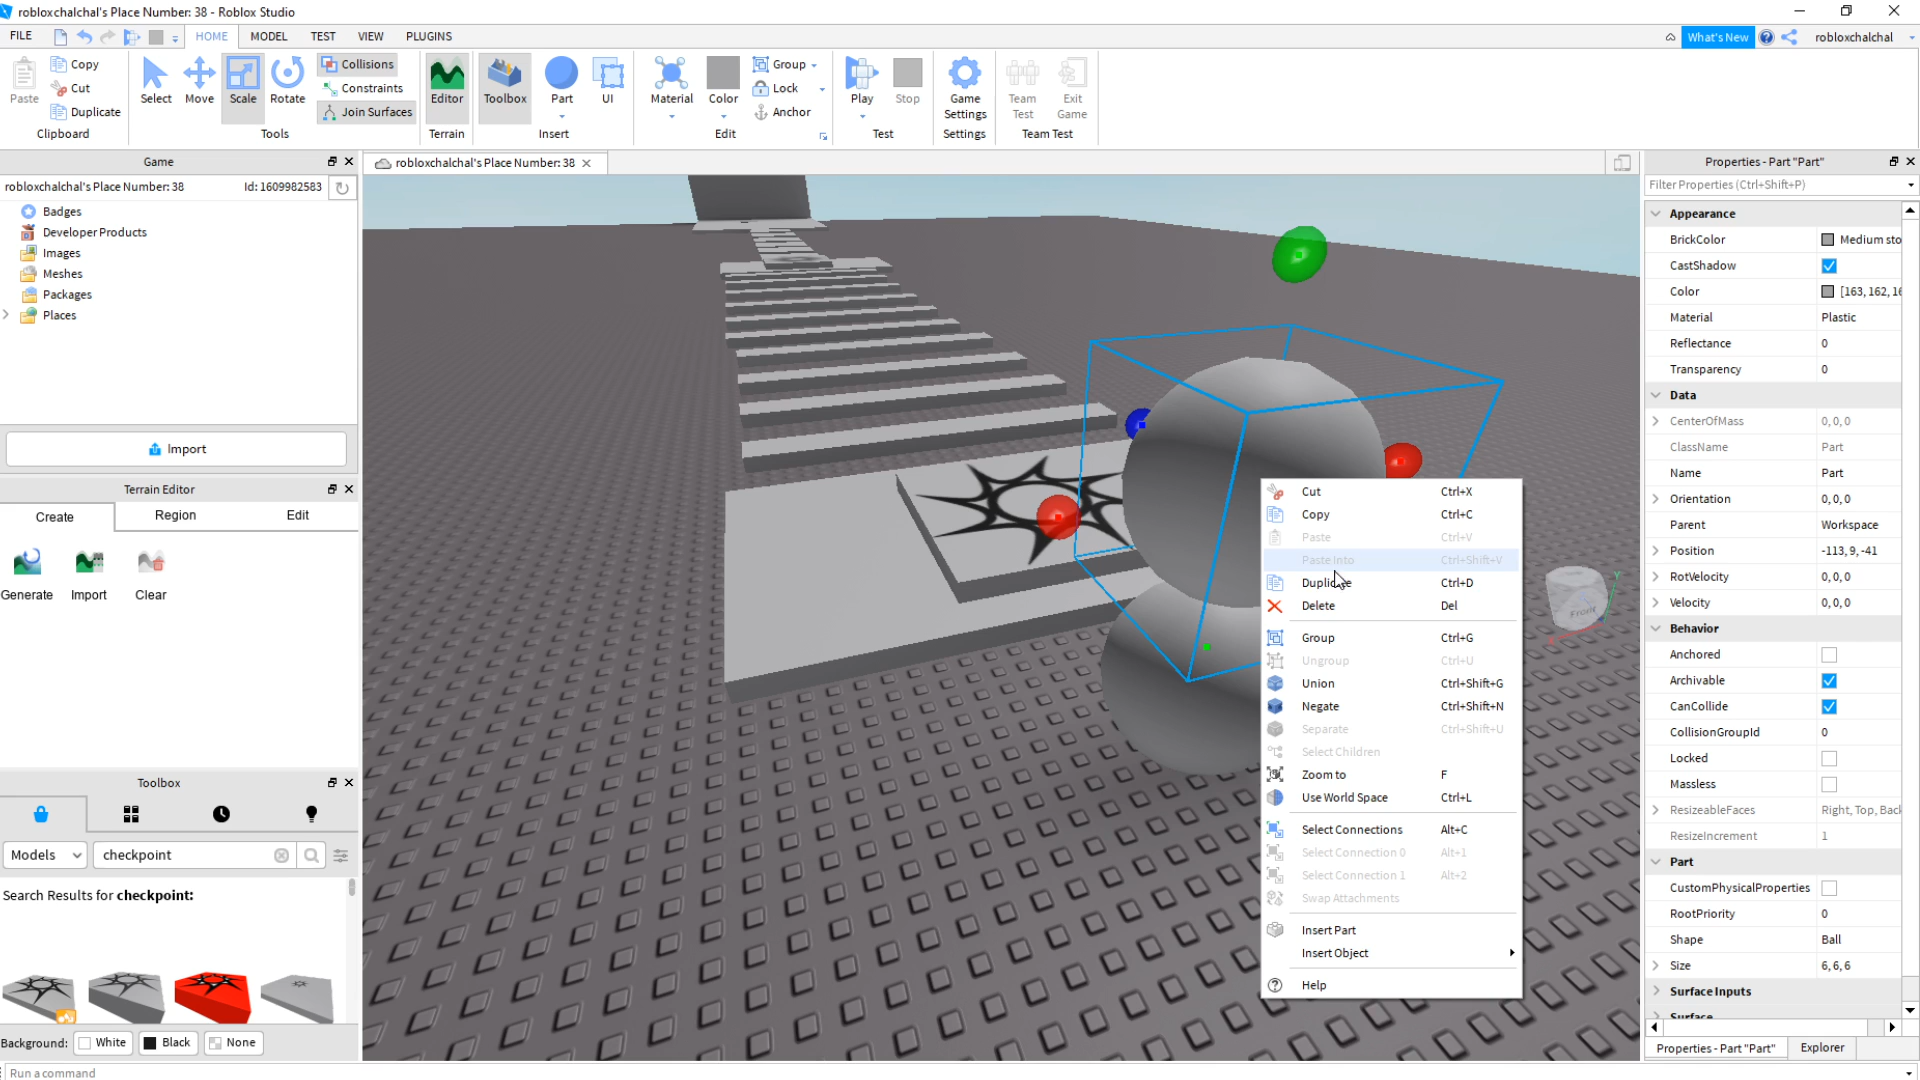 robloxchalchal's Place Number: 38 - Roblox Studio
FILE HOME MODEL TEST VIEW PLUGINS What's New robloxchalchal
Paste Copy Cut Duplicate Clipboard
Select Move Scale Rotate Collisions Constraints Join Surfaces Tools
Editor Terrain
Toolbox Part UI Insert
Material Color Group Lock Anchor Edit
Play Stop Test
Game Settings Settings
Team Test Exit Game Team Test
Game
robloxchalchal's Place Number: 38 Id: 1609982583
Badges
Developer Products
Images
Meshes
Packages
Places
Import
Terrain Editor
Create Region Edit
Generate Import Clear
Toolbox
Models checkpoint
Search Results for checkpoint:
Background: White Black None
Run a command
robloxchalchal's Place Number: 38
Front
Y
Cut Ctrl+X
Copy Ctrl+C
Paste Ctrl+V
Paste Into Ctrl+Shift+V
Duplicate Ctrl+D
Delete Del
Group Ctrl+G
Ungroup Ctrl+U
Union Ctrl+Shift+G
Negate Ctrl+Shift+N
Separate Ctrl+Shift+U
Select Children
Zoom to F
Use World Space Ctrl+L
Select Connections Alt+C
Select Connection 0 Alt+1
Select Connection 1 Alt+2
Swap Attachments
Insert Part
Insert Object
Help
Properties - Part "Part"
Filter Properties (Ctrl+Shift+P)
Appearance
BrickColor Medium sto
CastShadow
Color [163, 162, 16
Material Plastic
Reflectance 0
Transparency 0
Data
CenterOfMass 0, 0, 0
ClassName Part
Name Part
Orientation 0, 0, 0
Parent Workspace
Position -113, 9, -41
RotVelocity 0, 0, 0
Velocity 0, 0, 0
Behavior
Anchored
Archivable
CanCollide
CollisionGroupId 0
Locked
Massless
ResizeableFaces Right, Top, Back
ResizeIncrement 1
Part
CustomPhysicalProperties
RootPriority 0
Shape Ball
Size 6, 6, 6
Surface Inputs
Surface
Properties - Part "Part" Explorer